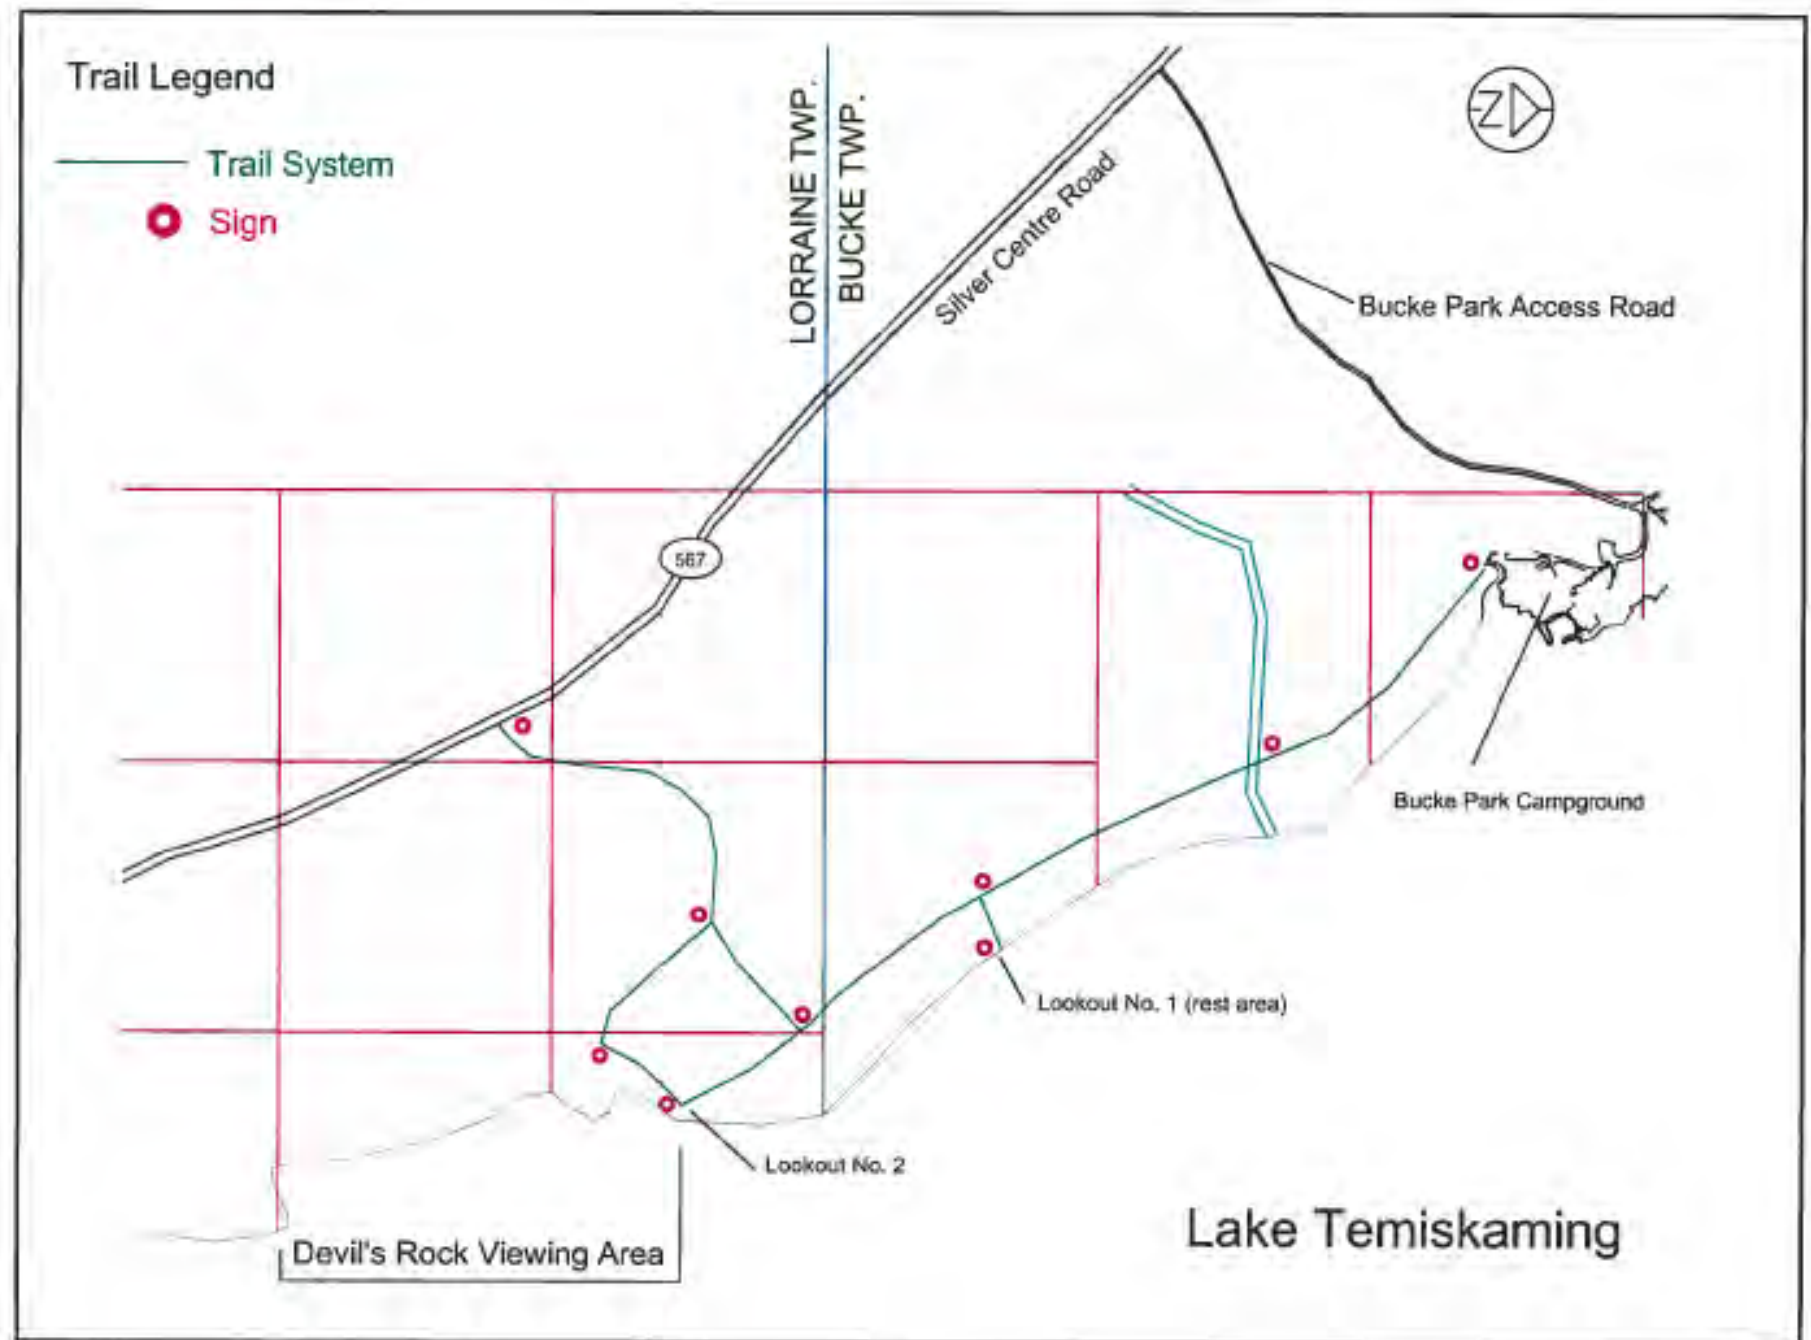 Trail Legend
Trail System
Sign
LORRAINE TWP.
BUCKE TWP.
Silver Centre Road
Bucke Park Access Road
567
Bucke Park Campground
Lookout No. 1 (rest area)
Lookout No. 2
Devil's Rock Viewing Area
Lake Temiskaming
Z